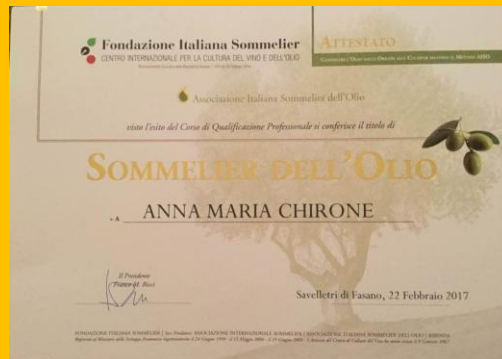 Fondazione Italiana Sommelier
CENTRO INTERNAZIONALE PER LA CULTURA DEL VINO E DELL'OLIO
ATTESTATO
Associazione Italiana Sommelier dell'Olio
visto l'esito del Corso di Qualificazione Professionale si conferisce il titolo di
SOMMELIER DELL'OLIO
A ANNA MARIA CHIRONE
Il Presidente
Franco M. Ricci
Savelletri di Fasano, 22 Febbraio 2017